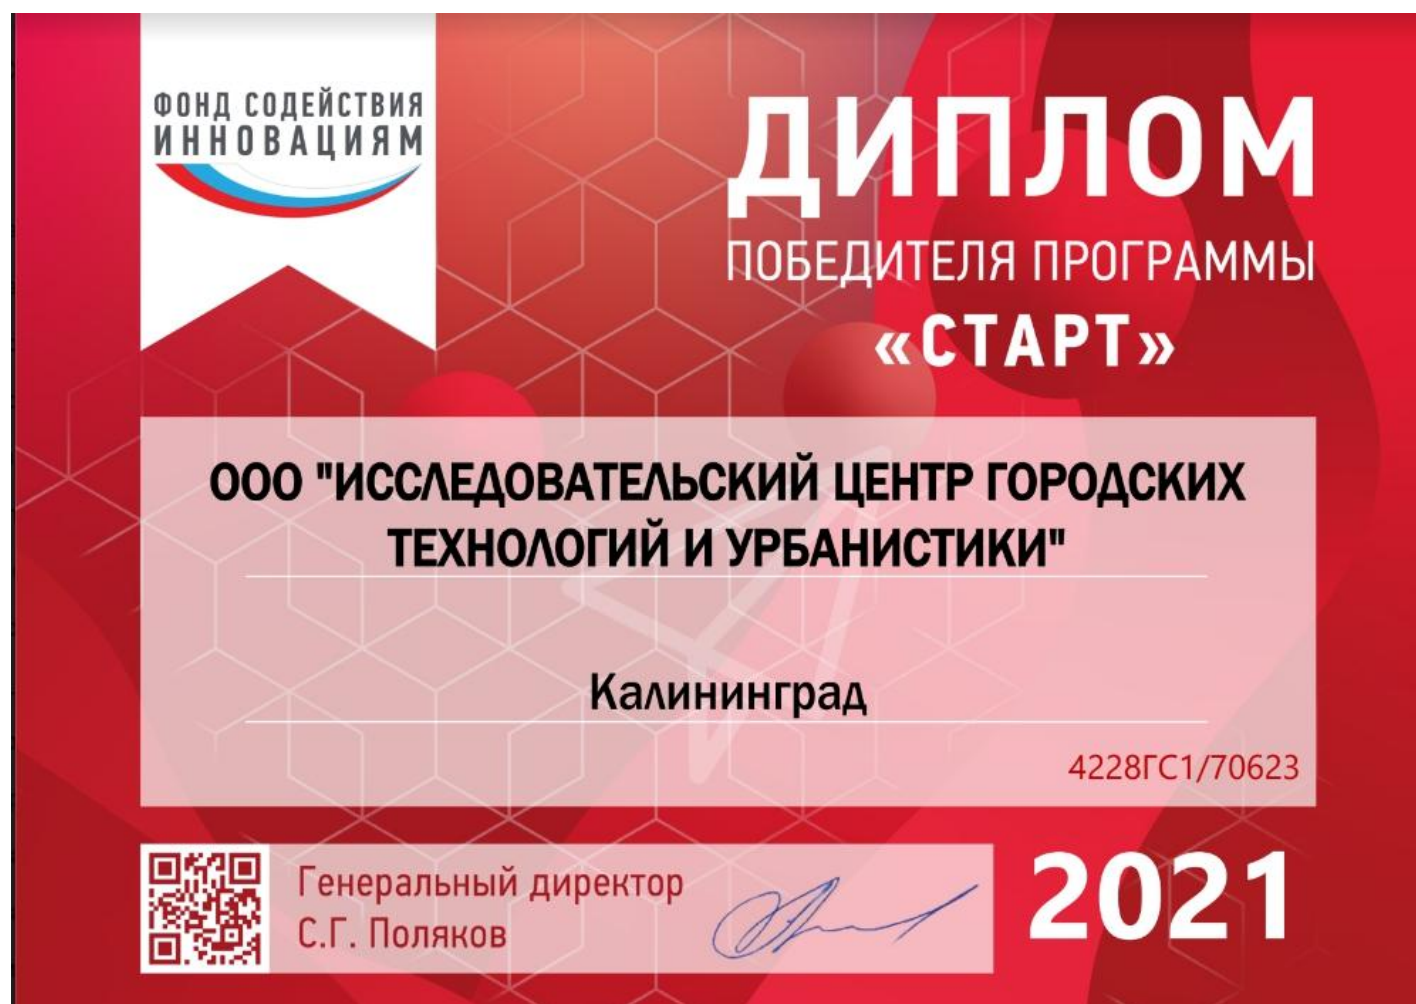 ФОНД СОДЕЙСТВИЯ
ИННОВАЦИЯМ
ДИПЛОМ
ПОБЕДИТЕЛЯ ПРОГРАММЫ
«СТАРТ»
ООО "ИССЛЕДОВАТЕЛЬСКИЙ ЦЕНТР ГОРОДСКИХ
ТЕХНОЛОГИЙ И УРБАНИСТИКИ"
Калининград
4228ГС1/70623
Генеральный директор
С.Г. Поляков
2021